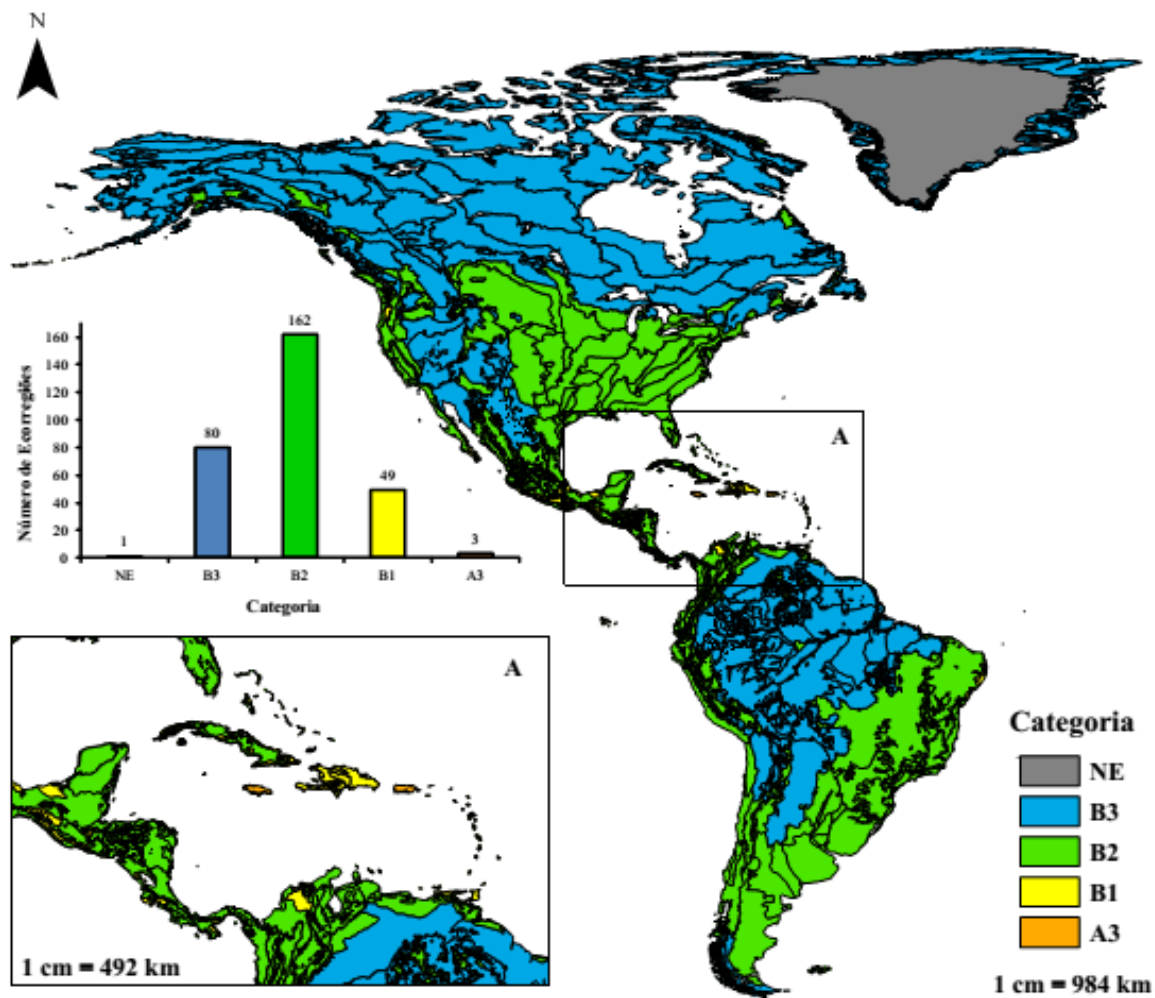 N
A
160
140
120
100
80
60
40
20
0
Número de Ecorregiões
1
80
162
49
3
NE B3 B2 B1 A3
Categoria
A
1 cm = 492 km
Categoria
NE
B3
B2
B1
A3
1 cm = 984 km